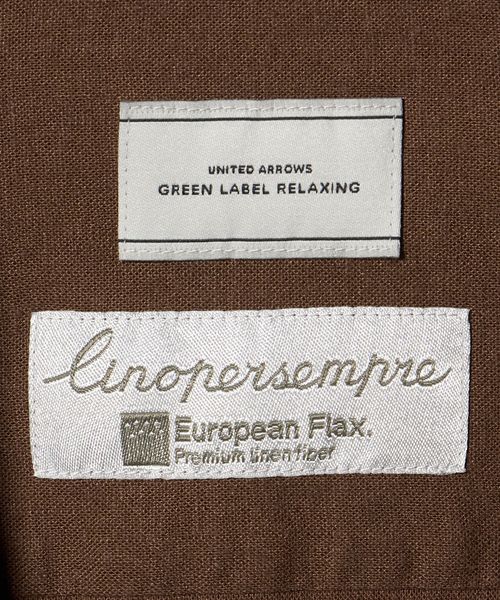 UNITED ARROWS
GREEN LABEL RELAXING
linopersempre
European Flax.
Premium linen fiber